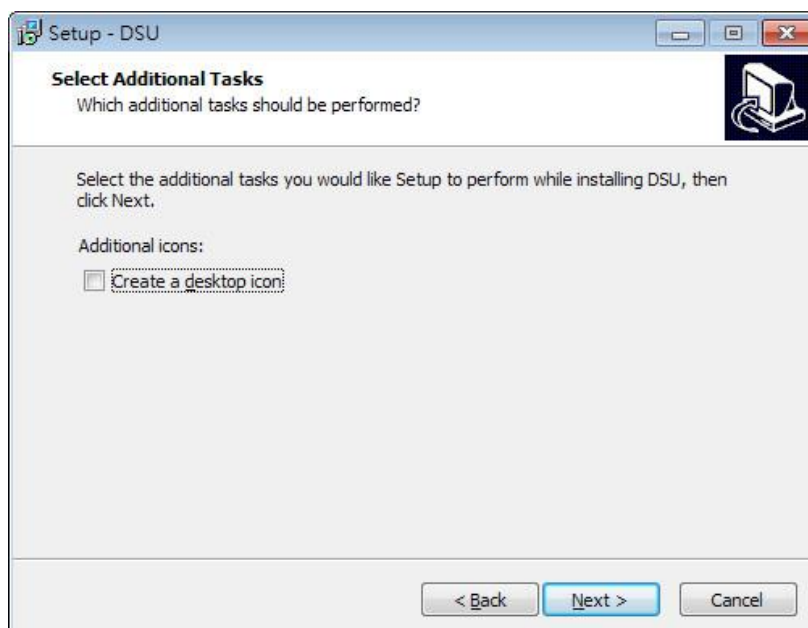 Setup - DSU
Select Additional Tasks
Which additional tasks should be performed?
Select the additional tasks you would like Setup to perform while installing DSU, then
click Next.
Additional icons:
Create a desktop icon
< Back
Next >
Cancel